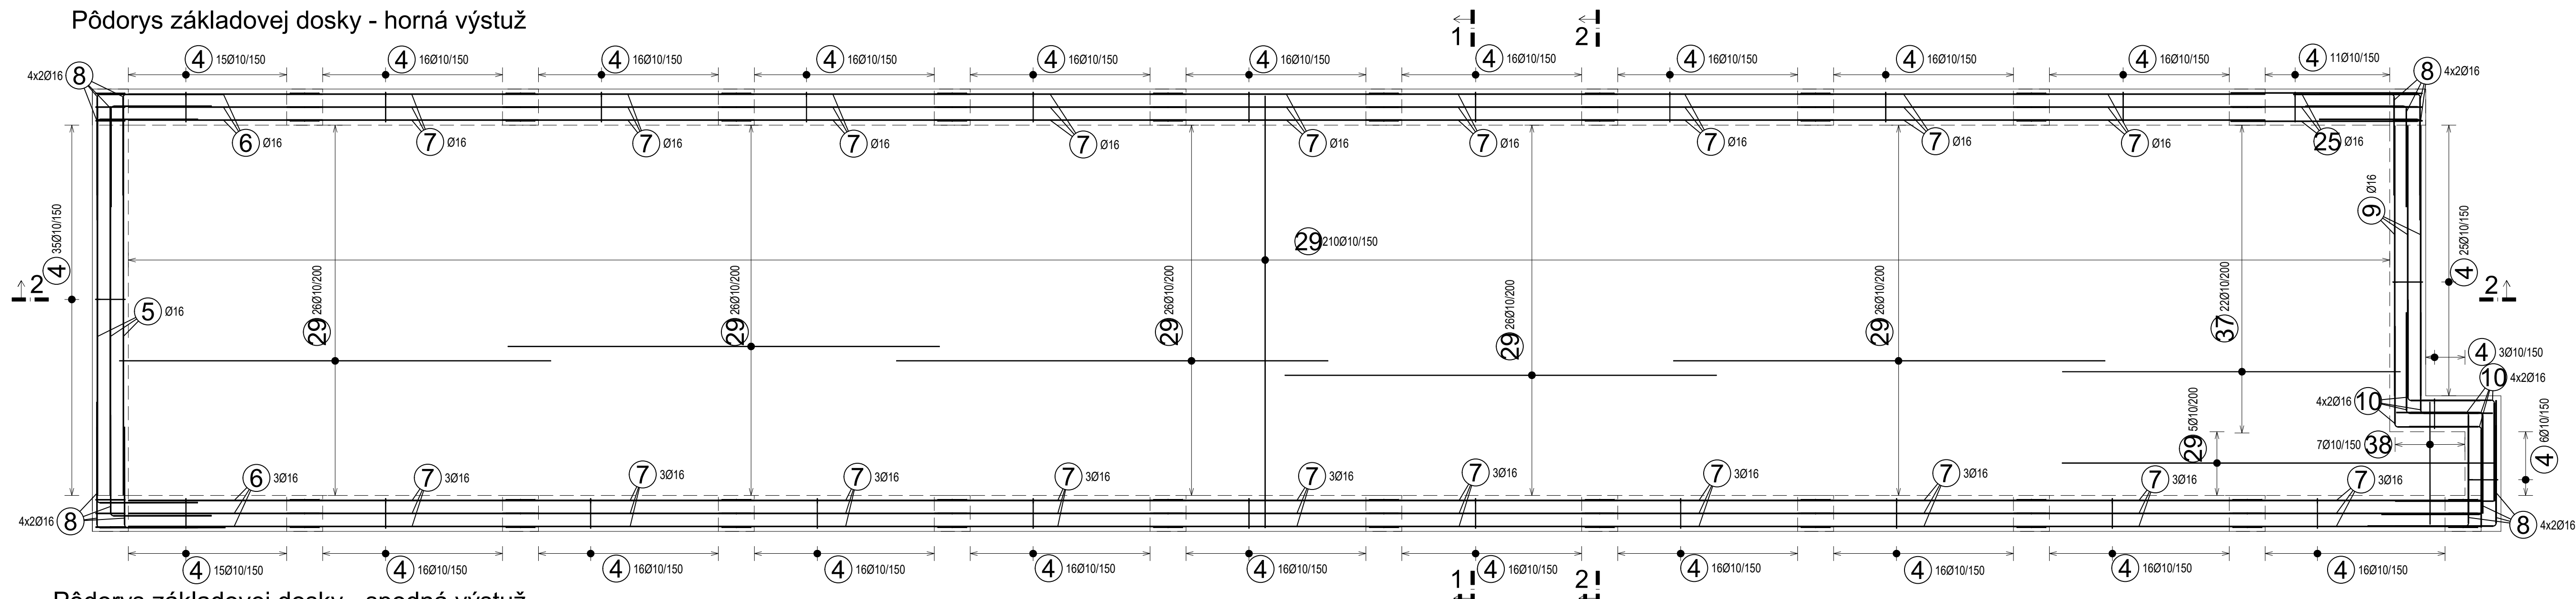 Pôdorys základovej dosky - horná výstuž
1 2
4 15Ø10/150
4 16Ø10/150
4 16Ø10/150
4 16Ø10/150
4 16Ø10/150
4 16Ø10/150
4 16Ø10/150
4 16Ø10/150
4 16Ø10/150
4 16Ø10/150
4 11Ø10/150
4x2Ø16 8
8 4x2Ø16
6 Ø16
7 Ø16
7 Ø16
7 Ø16
7 Ø16
7 Ø16
7 Ø16
7 Ø16
7 Ø16
7 Ø16
25 Ø16
4 35Ø10/150
9 Ø16
4 25Ø10/150
29 210Ø10/150
2
2
5 Ø16
29 26Ø10/200
29 26Ø10/200
29 26Ø10/200
29 26Ø10/200
29 26Ø10/200
37 22Ø10/200
4 3Ø10/150
10 4x2Ø16
4x2Ø16 10
29 5Ø10/200
7Ø10/150 38
4 6Ø10/150
6 3Ø16
7 3Ø16
7 3Ø16
7 3Ø16
7 3Ø16
7 3Ø16
7 3Ø16
7 3Ø16
7 3Ø16
7 3Ø16
7 3Ø16
4x2Ø16 8
8 4x2Ø16
4 15Ø10/150
4 16Ø10/150
4 16Ø10/150
4 16Ø10/150
4 16Ø10/150
4 16Ø10/150
4 16Ø10/150
4 16Ø10/150
4 16Ø10/150
4 16Ø10/150
4 16Ø10/150
1 2
Pôdorys základovej dosky - spodná výstuž